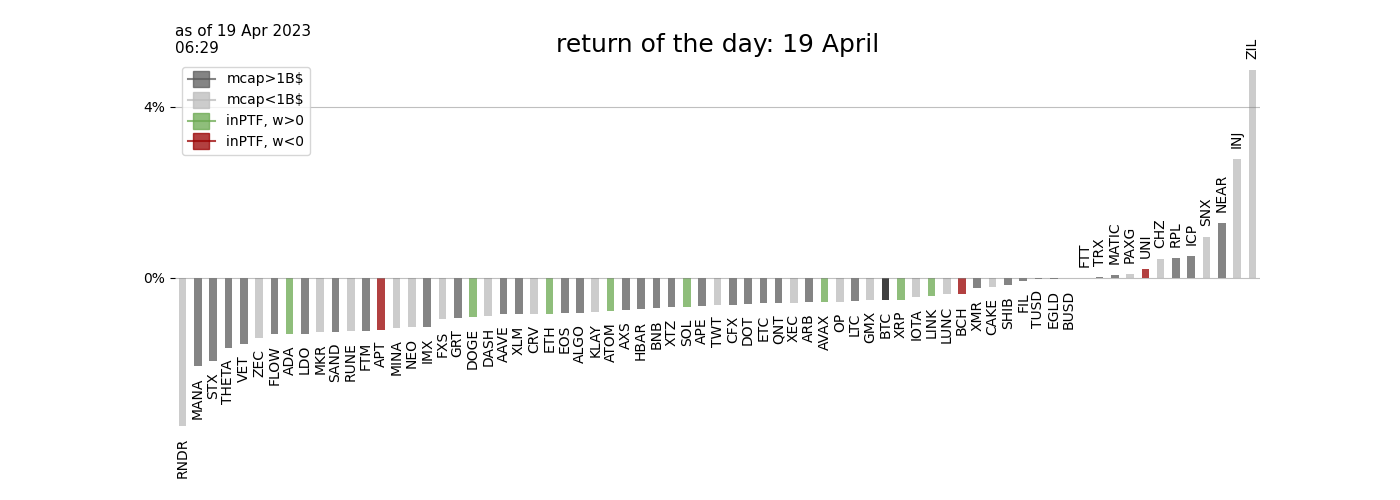 as of 19 Apr 2023
06:29
return of the day: 19 April
mcap>1B$
mcap<1B$
inPTF, w>0
inPTF, w<0
4%
0%
RNDR
MANA
STX
THETA
VET
ZEC
FLOW
ADA
LDO
MKR
SAND
RUNE
FTM
APT
MINA
NEO
IMX
FXS
GRT
DOGE
DASH
AAVE
XLM
CRV
ETH
EOS
ALGO
KLAY
ATOM
AXS
HBAR
BNB
XTZ
SOL
APE
TWT
CFX
DOT
ETC
QNT
XEC
ARB
AVAX
OP
LTC
GMX
BTC
XRP
IOTA
LINK
LUNC
BCH
XMR
CAKE
SHIB
FIL
TUSD
EGLD
BUSD
FTT
TRX
MATIC
PAXG
UNI
CHZ
RPL
ICP
SNX
NEAR
INJ
ZIL